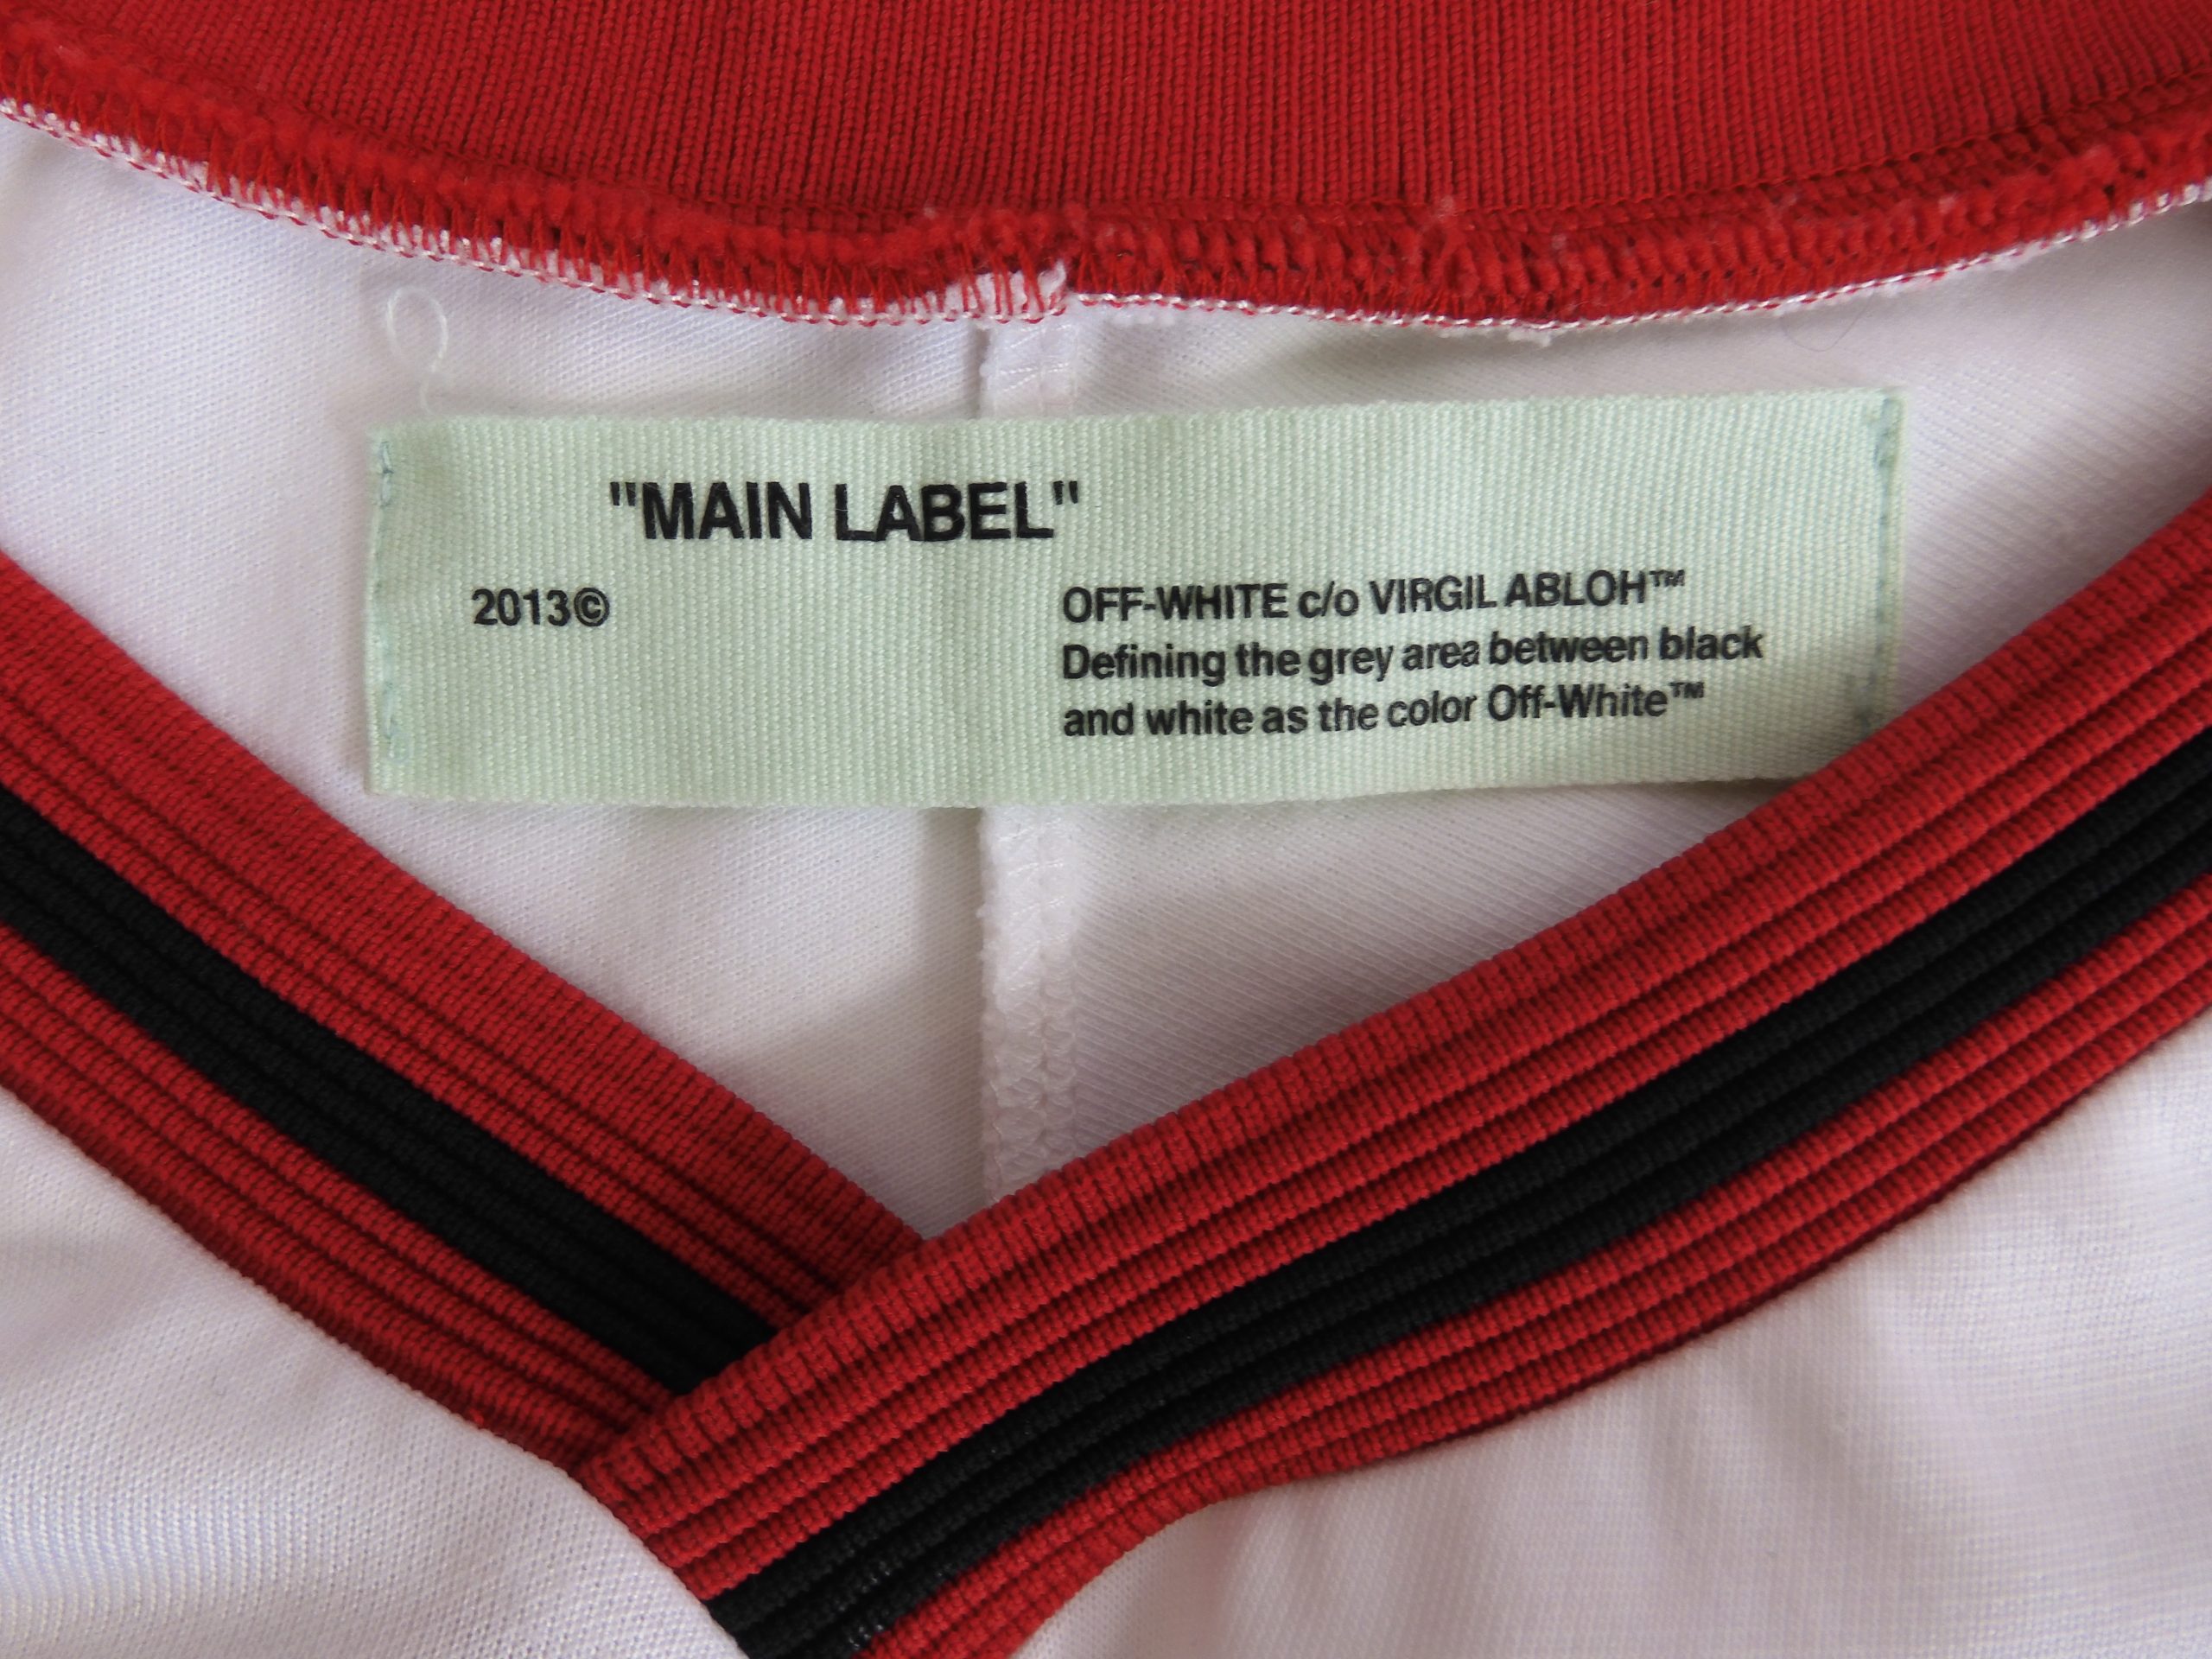 "MAIN LABEL"
2013©
OFF-WHITE c/o VIRGIL ABLOH™
Defining the grey area between black
and white as the color Off-White™